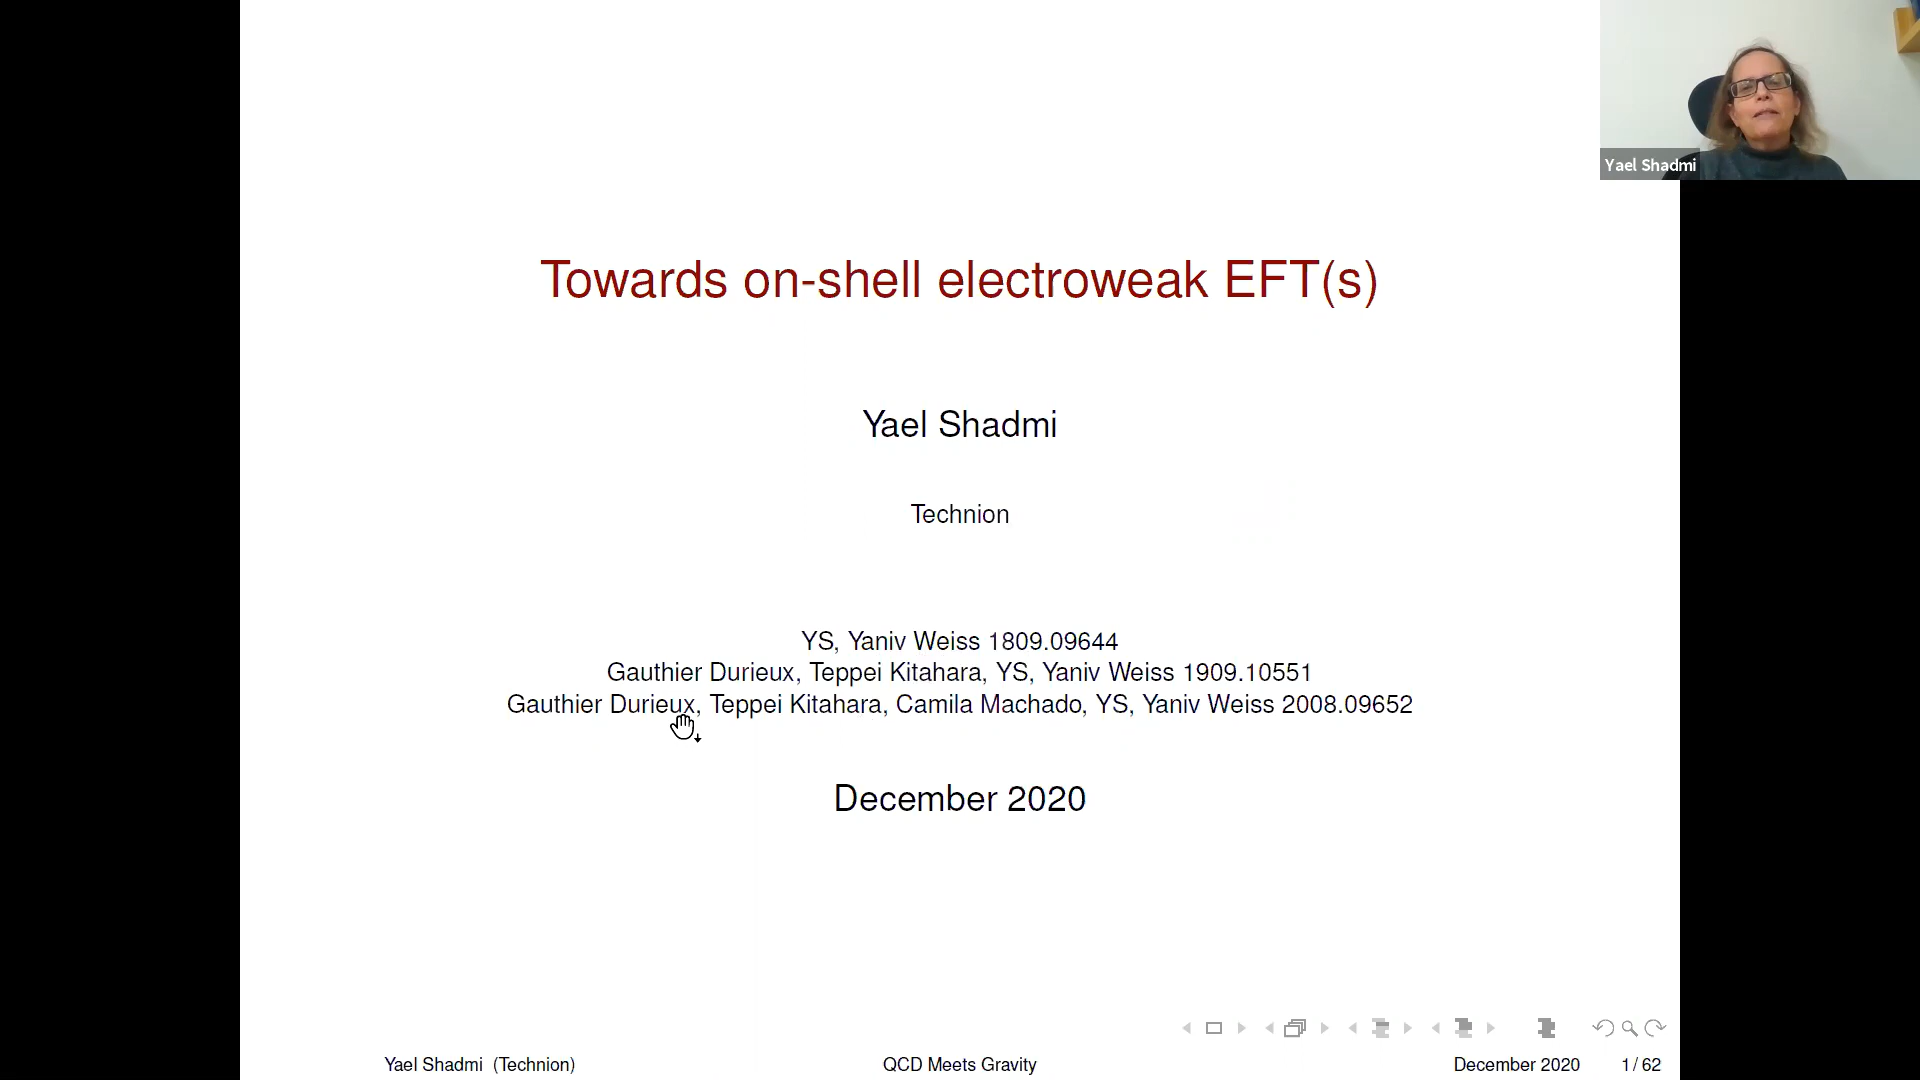 Yael Shadmi
Towards on-shell electroweak EFT(s)
Yael Shadmi
Technion
YS, Yaniv Weiss 1809.09644
Gauthier Durieux, Teppei Kitahara, YS, Yaniv Weiss 1909.10551
Gauthier Durieux, Teppei Kitahara, Camila Machado, YS, Yaniv Weiss 2008.09652
December 2020
Yael Shadmi (Technion) QCD Meets Gravity December 2020 1 / 62